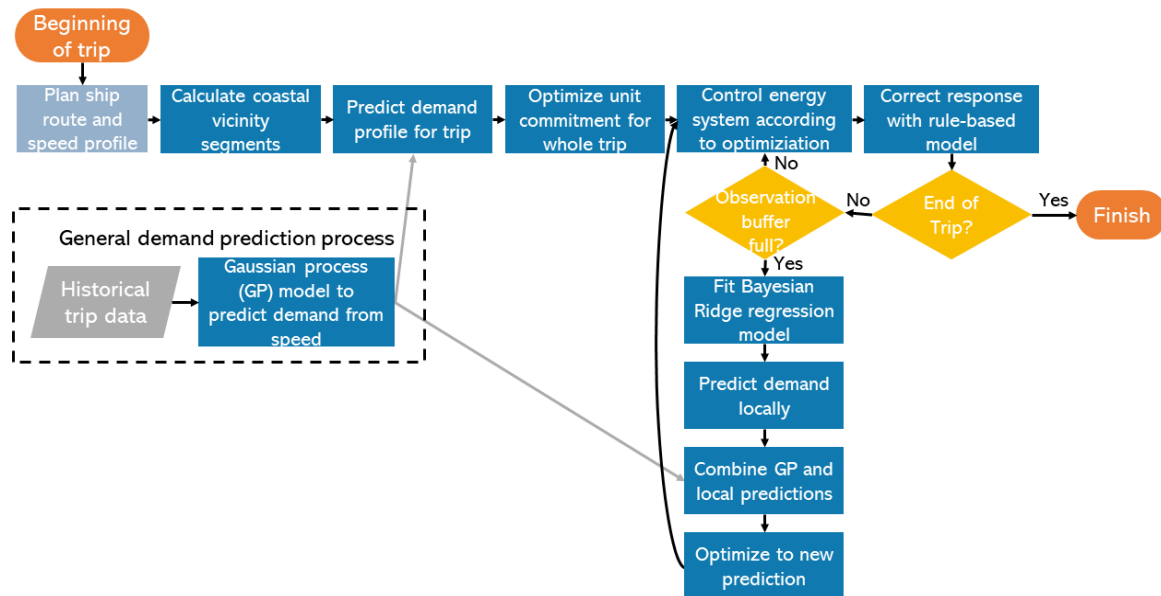 Beginning
of trip
Plan ship
route and
speed profile
Calculate coastal
vicinity
segments
Predict demand
profile for trip
Optimize unit
commitment for
whole trip
Control energy
system according
to optimiziation
Correct response
with rule-based
model
No
Observation
buffer
full?
No
End of
Trip?
Yes
Finish
Yes
General demand prediction process
Historical
trip data
Gaussian process
(GP) model to
predict demand from
speed
Fit Bayesian
Ridge regression
model
Predict demand
locally
Combine GP and
local predictions
Optimize to new
prediction